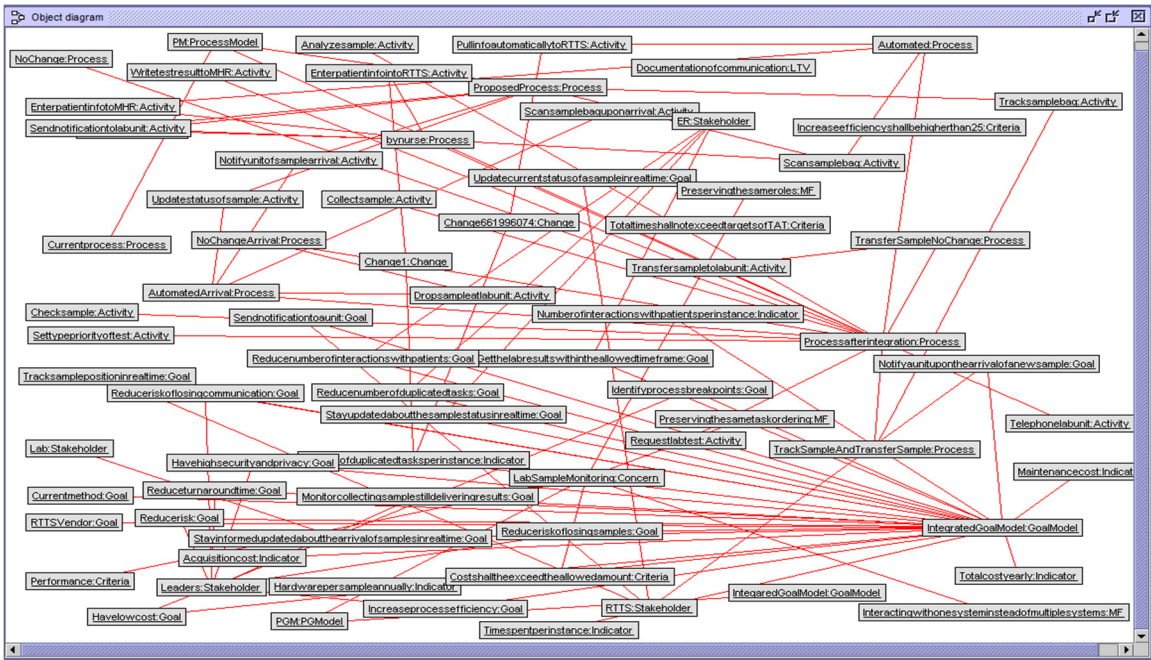 Object diagram
PM:ProcessModel
Analyzesample:Activity
PullinfoautomaticallytoRTTS:Activity
Automated:Process
NoChange:Process
WritetestresulttoMHR:Activity
EnterpatientinfointoRTTS:Activity
Documentationofcommunication:LTV
ProposedProcess:Process
EnterpatientinfotoMHR:Activity
Scansamplebaguponarrival:Activity
Tracksamplebag:Activity
Sendnotificationtolabunit:Activity
ER:Stakeholder
Increaseefficiencyshallbehigherthan25:Criteria
bynurse:Process
Notifyunitofsamplearrival:Activity
Scansamplebag:Activity
Updatecurrentstatusofasampleinrealtime:Goal
Preservingthesameroles:MF
Updatestatusofsample:Activity
Collectsample:Activity
Change661996074:Change
TotaltimeshallnotexceedtargetsofTAT:Criteria
Currentprocess:Process
NoChangeArrival:Process
TransferSampleNoChange:Process
Change1:Change
Transfersampletolabunit:Activity
AutomatedArrival:Process
Dropsampleatlabunit:Activity
Checksample:Activity
Sendnotificationtoaunit:Goal
Numberofinteractionswithpatientsperinstance:Indicator
Settypepriorityoftest:Activity
Processafterintegration:Process
Reducenumberofinteractionswithpatients:Goal
Getthelabresultswithintheallowedtimeframe:Goal
Notifyaunituponthearrivalofanewsample:Goal
Tracksamplepositioninrealtime:Goal
Reduceriskoflosingcommunication:Goal
Reducenumberofduplicatedtasks:Goal
Identifyprocessbreakpoints:Goal
Stayupdatedaboutthesamplestatusinrealtime:Goal
Preservingthesametaskordering:MF
Telephonelabunit:Activity
Requestlabtest:Activity
Lab:Stakeholder
TrackSampleAndTransferSample:Process
Havehighsecurityandprivacy:Goal
ofduplicatedtasksperinstance:Indicator
LabSampleMonitoring:Concern
Maintenancecost:Indicat
Currentmethod:Goal
Reduceturnaroundtime:Goal
Monitorcollectingsamplestilldeliveringresults:Goal
RTTSVendor:Goal
Reducerisk:Goal
Reduceriskoflosingsamples:Goal
IntegratedGoalModel:GoalModel
Stayinformedupdatedaboutthearrivalofsamplesinrealtime:Goal
Acquisitioncost:Indicator
Performance:Criteria
Leaders:Stakeholder
Hardwarepersampleannually:Indicator
Costshalltheexceedtheallowedamount:Criteria
Totalcostyearly:Indicator
Havelowcost:Goal
Increaseprocessefficiency:Goal
RTTS:Stakeholder
IntegaredGoalModel:GoalModel
Interactingwithonesysteminsteadofmultiplesystems:MF
PGM:PGModel
Timespentperinstance:Indicator